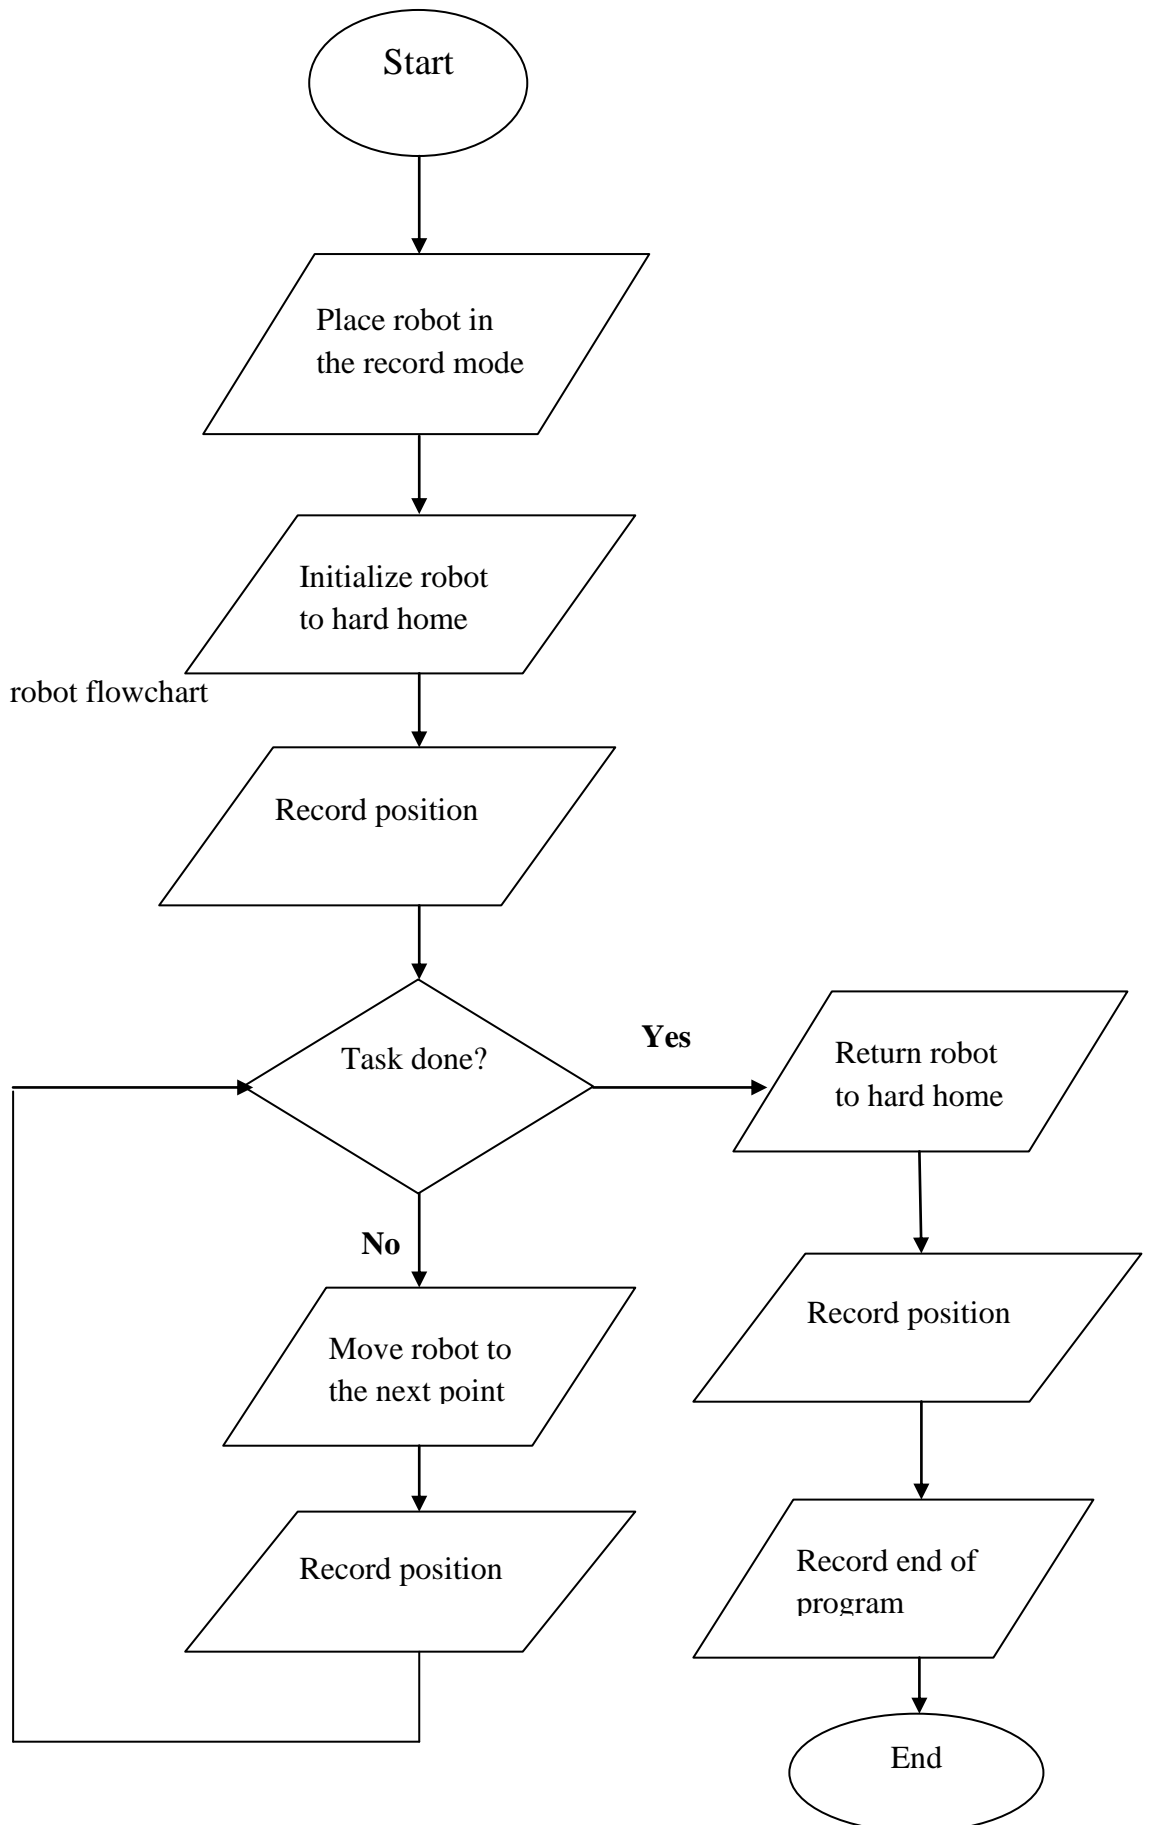 Start
Place robot in
the record mode
Initialize robot
to hard home
robot flowchart
Record position
Task done?
Yes
Return robot
to hard home
No
Move robot to
the next point
Record position
Record position
Record end of
program
End